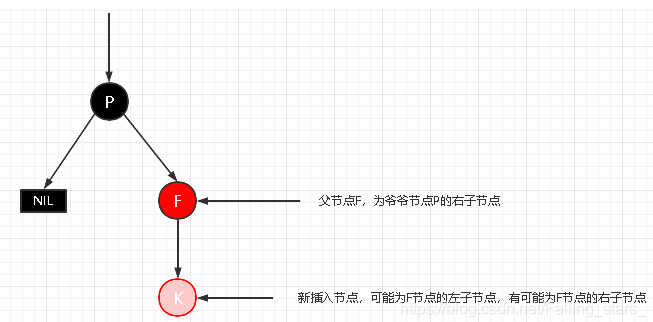 P
NIL
F
父节点F，为爷爷节点P的右子节点
K
新插入节点，可能为F节点的左子节点，有可能为F节点的右子节点
https://blog.csdn.net/Falling_stars_